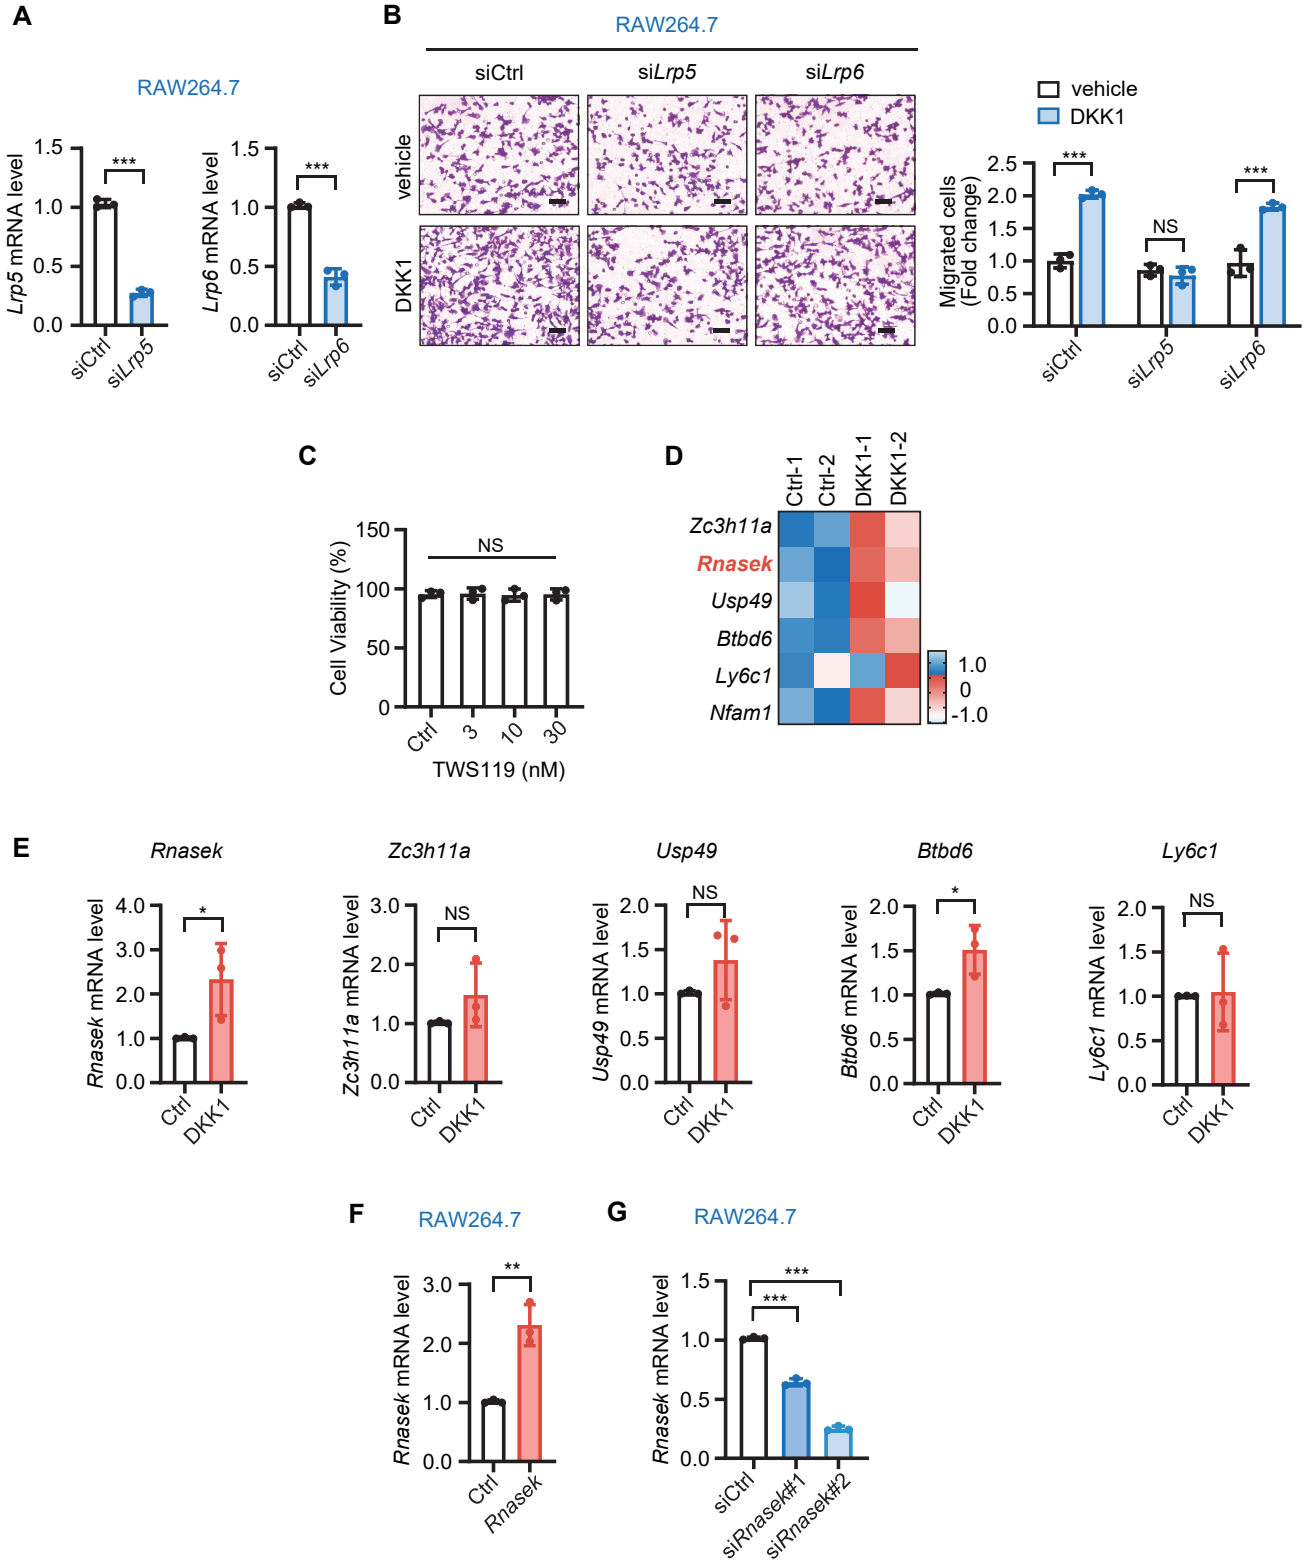 A
RAW264.7
Lrp5 mRNA level
1.5
1.0
0.5
0.0
***
siCtrl
siLrp5
Lrp6 mRNA level
1.5
1.0
0.5
0.0
***
siCtrl
siLrp6
B
RAW264.7
siCtrl
siLrp5
siLrp6
vehicle
DKK1
vehicle
DKK1
Migrated cells
(Fold change)
2.5
2.0
1.5
1.0
0.5
0.0
***
NS
***
siCtrl
siLrp5
siLrp6
C
Cell Viability (%)
150
100
50
0
NS
Ctrl
3
10
30
TWS119 (nM)
D
Ctrl-1
Ctrl-2
DKK1-1
DKK1-2
Zc3h11a
Rnasek
Usp49
Btbd6
Ly6c1
Nfam1
1.0
0
-1.0
E
Rnasek
Rnasek mRNA level
4.0
3.0
2.0
1.0
0.0
*
Ctrl
DKK1
Zc3h11a
Zc3h11a mRNA level
3.0
2.0
1.0
0.0
NS
Ctrl
DKK1
Usp49
Usp49 mRNA level
2.0
1.5
1.0
0.5
0.0
NS
Ctrl
DKK1
Btbd6
Btbd6 mRNA level
2.0
1.5
1.0
0.5
0.0
*
Ctrl
DKK1
Ly6c1
Ly6c1 mRNA level
2.0
1.5
1.0
0.5
0.0
NS
Ctrl
DKK1
F
RAW264.7
Rnasek mRNA level
3.0
2.0
1.0
0.0
**
Ctrl
Rnasek
G
RAW264.7
Rnasek mRNA level
1.5
1.0
0.5
0.0
***
***
siCtrl
siRnasek#1
siRnasek#2